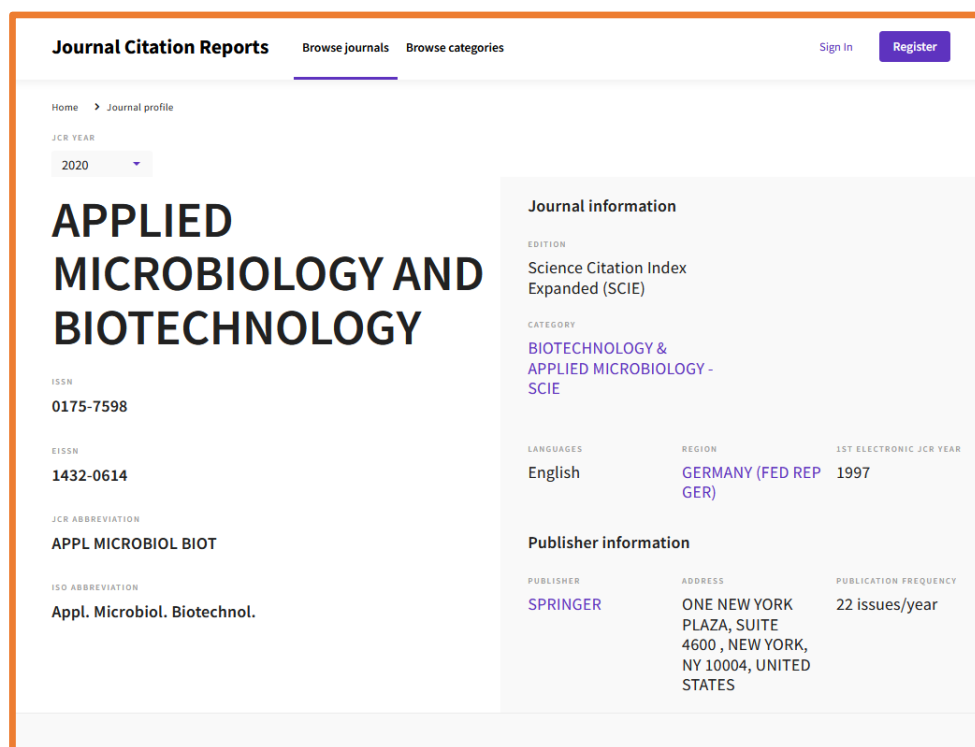 Journal Citation Reports
Browse journals
Browse categories
Sign In
Register
Home > Journal profile
JCR YEAR
2020
APPLIED
MICROBIOLOGY AND
BIOTECHNOLOGY
ISSN
0175-7598
EISSN
1432-0614
JCR ABBREVIATION
APPL MICROBIOL BIOT
ISO ABBREVIATION
Appl. Microbiol. Biotechnol.
Journal information
EDITION
Science Citation Index
Expanded (SCIE)
CATEGORY
BIOTECHNOLOGY &
APPLIED MICROBIOLOGY -
SCIE
LANGUAGES
English
REGION
GERMANY (FED REP
GER)
1ST ELECTRONIC JCR YEAR
1997
Publisher information
PUBLISHER
SPRINGER
ADDRESS
ONE NEW YORK
PLAZA, SUITE
4600 , NEW YORK,
NY 10004, UNITED
STATES
PUBLICATION FREQUENCY
22 issues/year